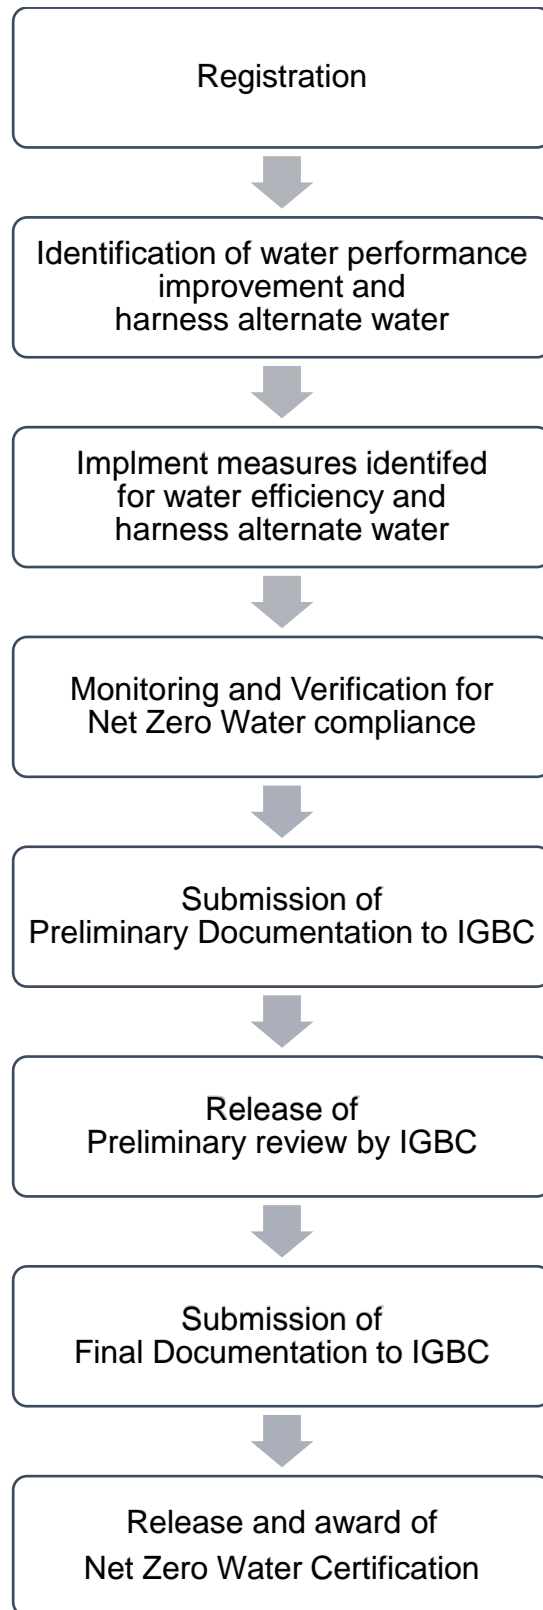 Registration
Identification of water performance
improvement and
harness alternate water
Implment measures identifed
for water efficiency and
harness alternate water
Monitoring and Verification for
Net Zero Water compliance
Submission of
Preliminary Documentation to IGBC
Release of
Preliminary review by IGBC
Submission of
Final Documentation to IGBC
Release and award of
Net Zero Water Certification